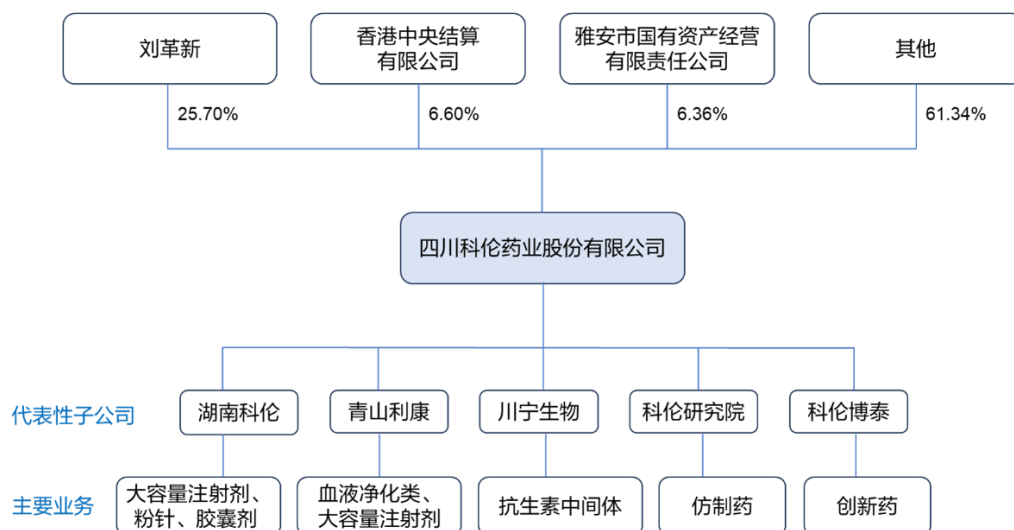 刘革新
香港中央结算
有限公司
雅安市国有资产经营
有限责任公司
其他
25.70%
6.60%
6.36%
61.34%
四川科伦药业股份有限公司
代表性子公司
湖南科伦
青山利康
川宁生物
科伦研究院
科伦博泰
主要业务
大容量注射剂、
粉针、胶囊剂
血液净化类、
大容量注射剂
抗生素中间体
仿制药
创新药